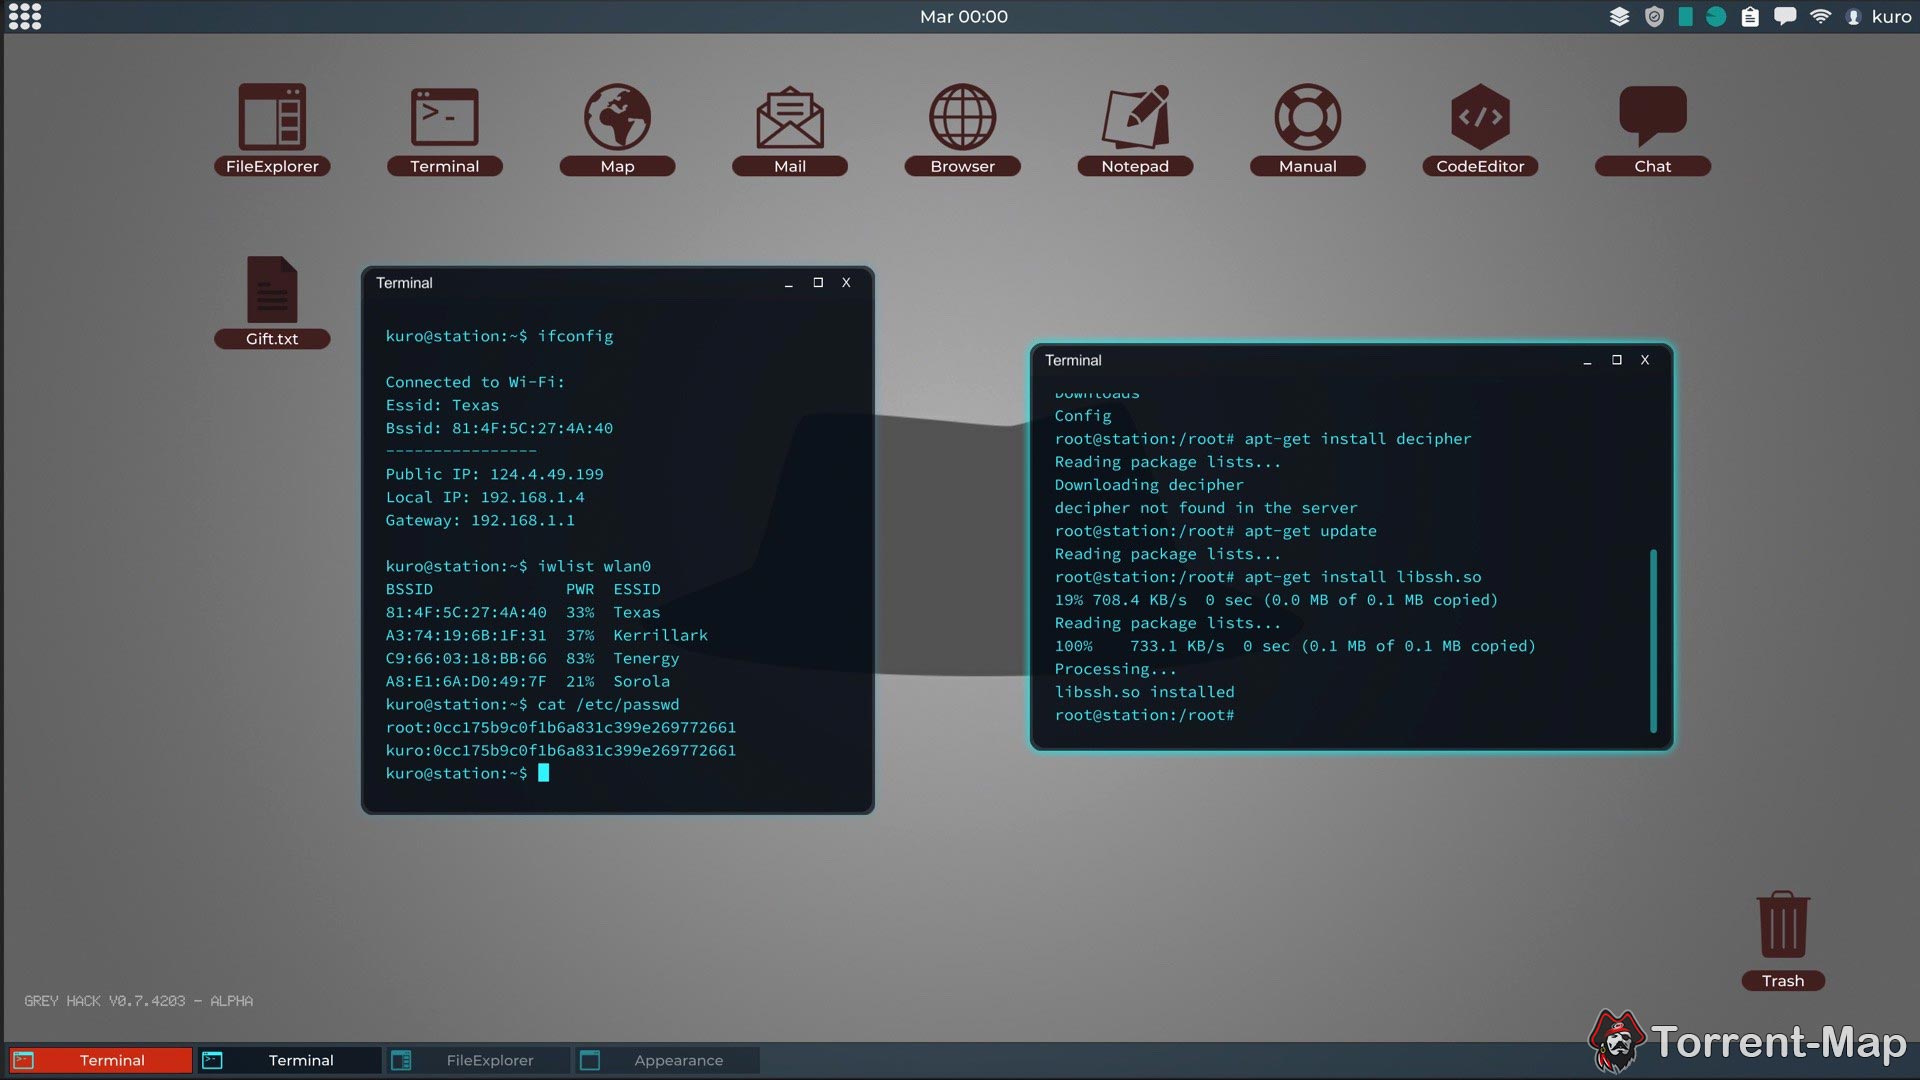 Mar 00:00
kuro
FileExplorer
Terminal
Map
Mail
Browser
Notepad
Manual
CodeEditor
Chat
Gift.txt
Terminal
_ □ X
kuro@station:~$ ifconfig
Connected to Wi-Fi:
Essid: Texas
Bssid: 81:4F:5C:27:4A:40
----------------
Public IP: 124.4.49.199
Local IP: 192.168.1.4
Gateway: 192.168.1.1
kuro@station:~$ iwlist wlan0
BSSID PWR ESSID
81:4F:5C:27:4A:40 33% Texas
A3:74:19:6B:1F:31 37% Kerrillark
C9:66:03:18:BB:66 83% Tenergy
A8:E1:6A:D0:49:7F 21% Sorola
kuro@station:~$ cat /etc/passwd
root:0cc175b9c0f1b6a831c399e269772661
kuro:0cc175b9c0f1b6a831c399e269772661
kuro@station:~$
Terminal
_ □ X
Downloads
Config
root@station:/root# apt-get install decipher
Reading package lists...
Downloading decipher
decipher not found in the server
root@station:/root# apt-get update
Reading package lists...
root@station:/root# apt-get install libssh.so
19% 708.4 KB/s 0 sec (0.0 MB of 0.1 MB copied)
Reading package lists...
100% 733.1 KB/s 0 sec (0.1 MB of 0.1 MB copied)
Processing...
libssh.so installed
root@station:/root#
Trash
GREY HACK V0.7.4203 - ALPHA
Terminal
Terminal
FileExplorer
Appearance
Torrent-Map